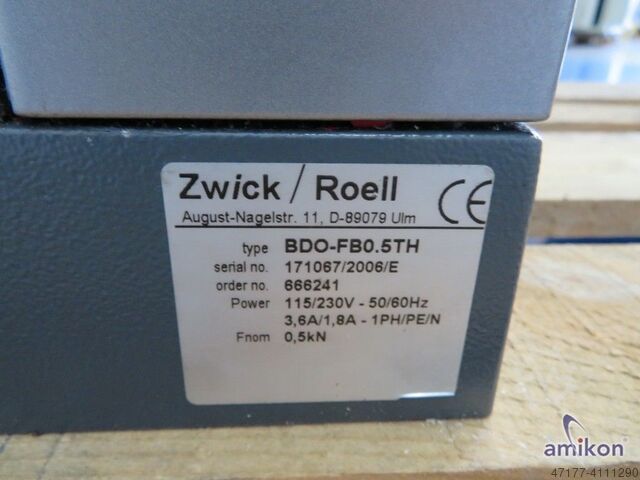 Zwick / Roell CE
August-Nagelstr. 11, D-89079 Ulm
type BDO-FB0.5TH
serial no. 171067/2006/E
order no. 666241
Power 115/230V - 50/60Hz
3,6A/1,8A - 1PH/PE/N
Fnom 0,5kN
amikon®
47177-4111290